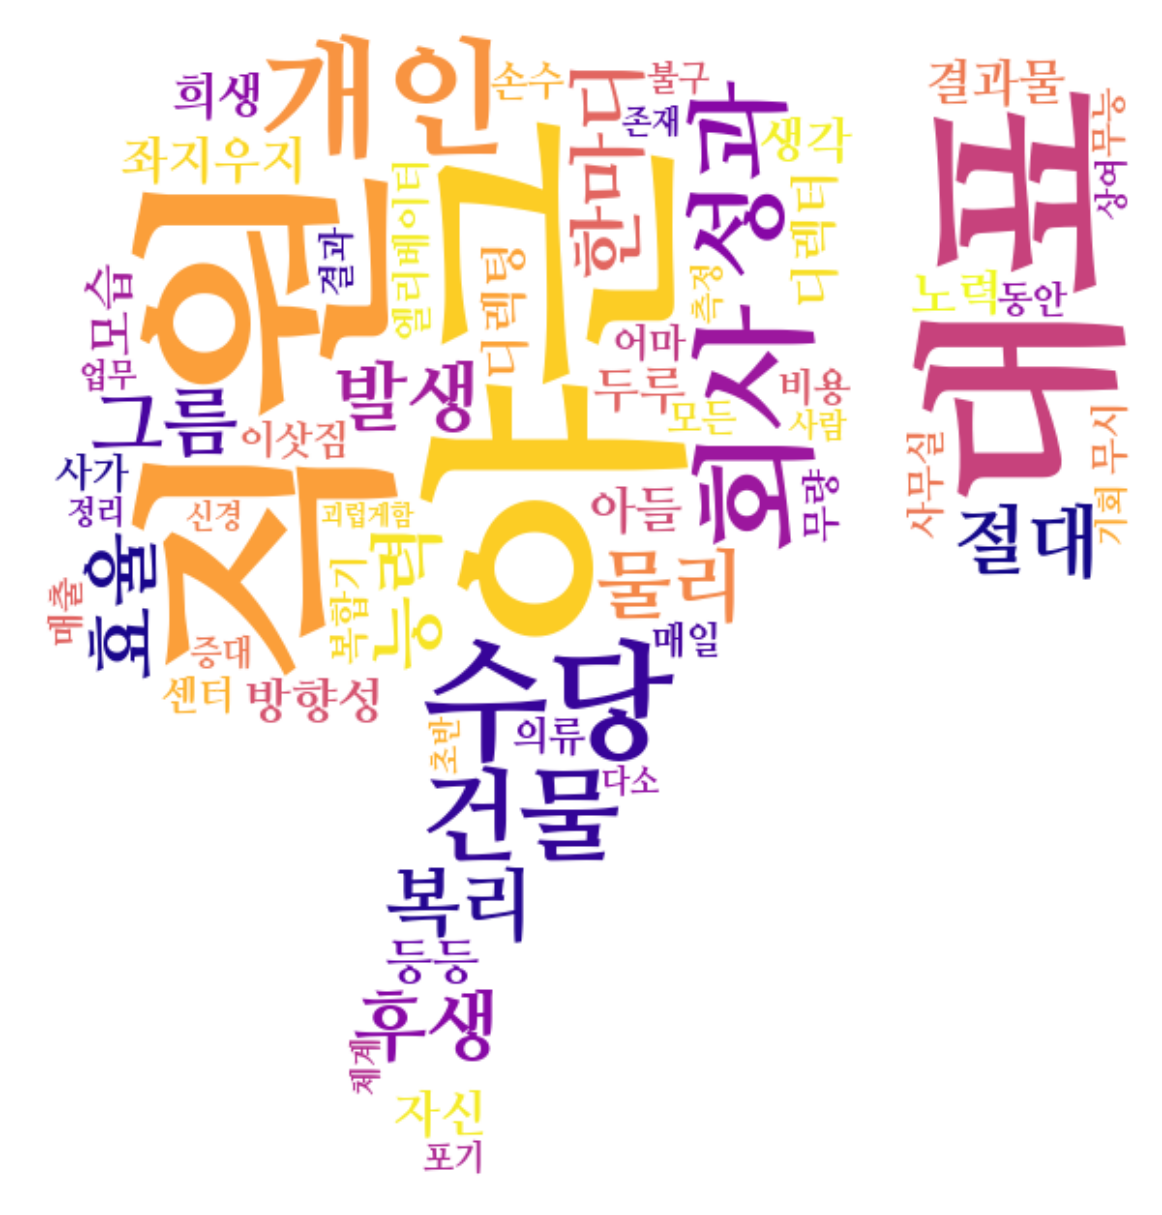 개인
희생
손수
한마디
불구
결과물
성과
존재
생각
무능
좌지우지
직원
야근
엘리베이터
디렉터
상여
대표
결과
디렉팅
측정
모습
노력
동안
회사
어마
업무
발생
두루
비용
그름
이삿짐
모든
사람
무시
사무실
사가
정리
신경
괴럽게함
아들
무량
기회
절대
효율
능력
복합기
물리
매출
증대
매일
센터
방향성
수당
초반
의류
다소
건물
복리
등등
후생
체계
자신
포기